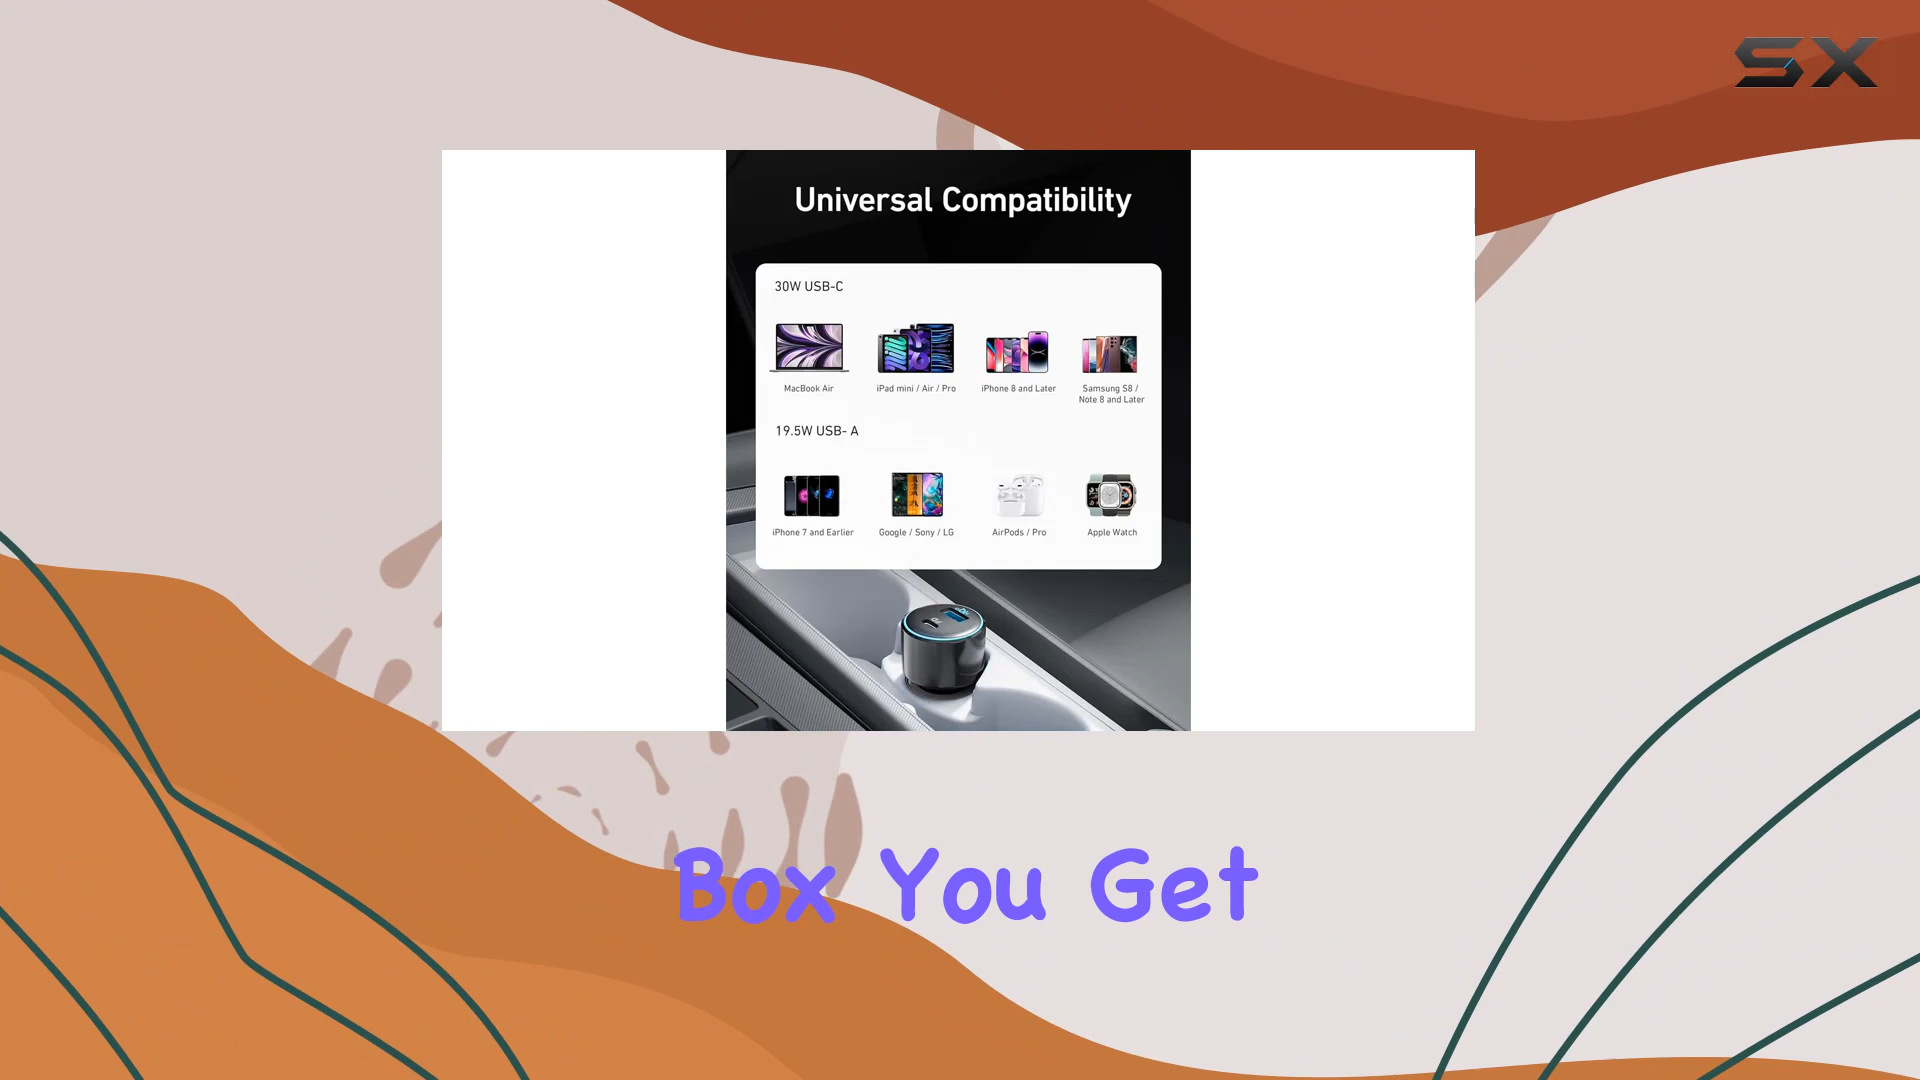 SX
Universal Compatibility
30W USB-C
MacBook Air
iPad mini / Air / Pro
iPhone 8 and Later
Samsung S8 /
Note 8 and Later
19.5W USB- A
iPhone 7 and Earlier
Google / Sony / LG
AirPods / Pro
Apple Watch
Box You Get